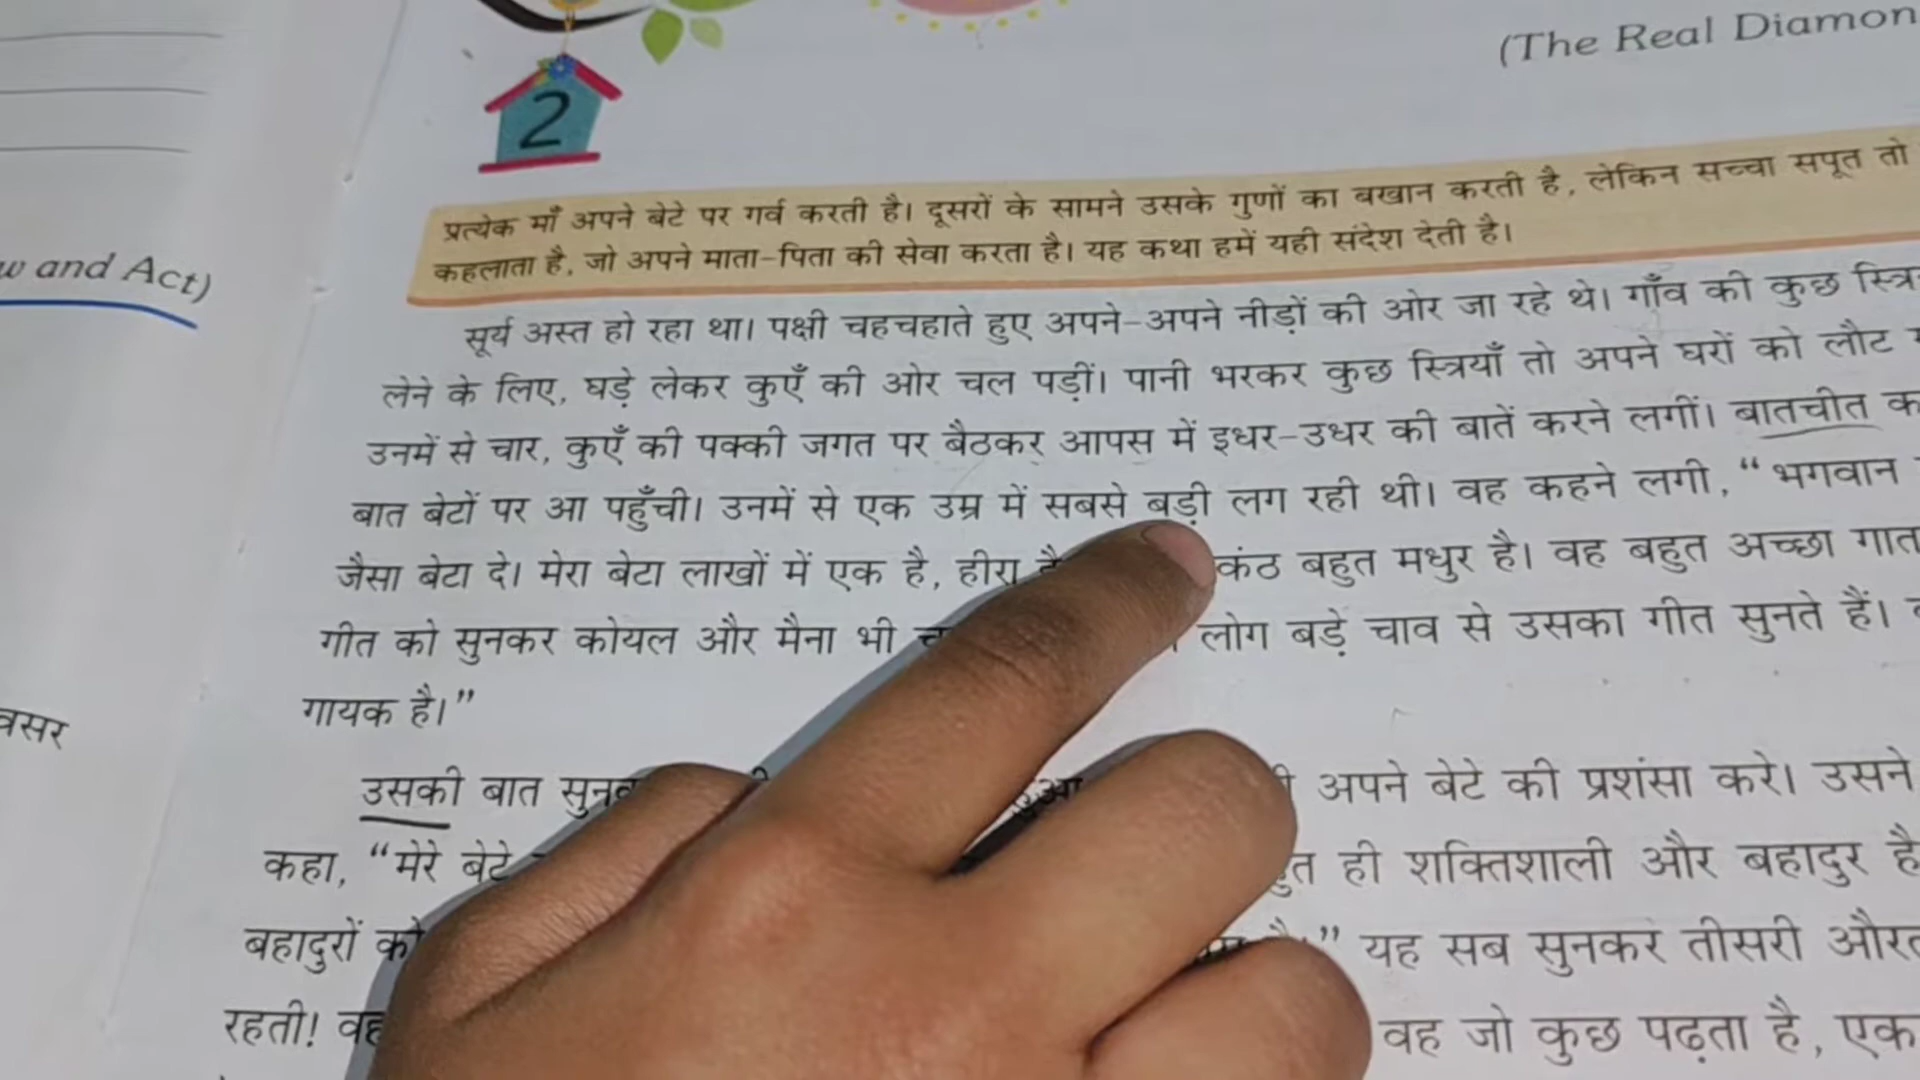 (The Real Diamon
2
प्रत्येक माँ अपने बेटे पर गर्व करती है। दूसरों के सामने उसके गुणों का बखान करती है, लेकिन सच्चा सपूत तो
कहलाता है, जो अपने माता-पिता की सेवा करता है। यह कथा हमें यही संदेश देती है।
w and Act)
सूर्य अस्त हो रहा था। पक्षी चहचहाते हुए अपने-अपने नीड़ों की ओर जा रहे थे। गाँव की कुछ
लेने के लिए, घड़े लेकर कुएँ की ओर चल पड़ीं। पानी भरकर कुछ स्त्रियाँ तो अपने घरों को लौट
उनमें से चार, कुएँ की पक्की जगत पर बैठकर आपस में इधर-उधर की बातें करने लगीं। बातचीत
बात बेटों पर आ पहुँची। उनमें से एक उम्र में सबसे बड़ी लग रही थी। वह कहने लगी, “भगवान
जैसा बेटा दे। मेरा बेटा लाखों में एक है, हीरा कंठ बहुत मधुर है। वह बहुत अच्छा गात
गीत को सुनकर कोयल और मैना भी लोग बड़े चाव से उसका गीत सुनते हैं।
गायक है।”
वसर
उसकी बात अपने बेटे की प्रशंसा करे। उसने
कहा, “मेरे बेटे ही शक्तिशाली और बहादुर है
बहादुरों को ” यह सब सुनकर तीसरी औरत
रहती! वह वह जो कुछ पढ़ता है, एक